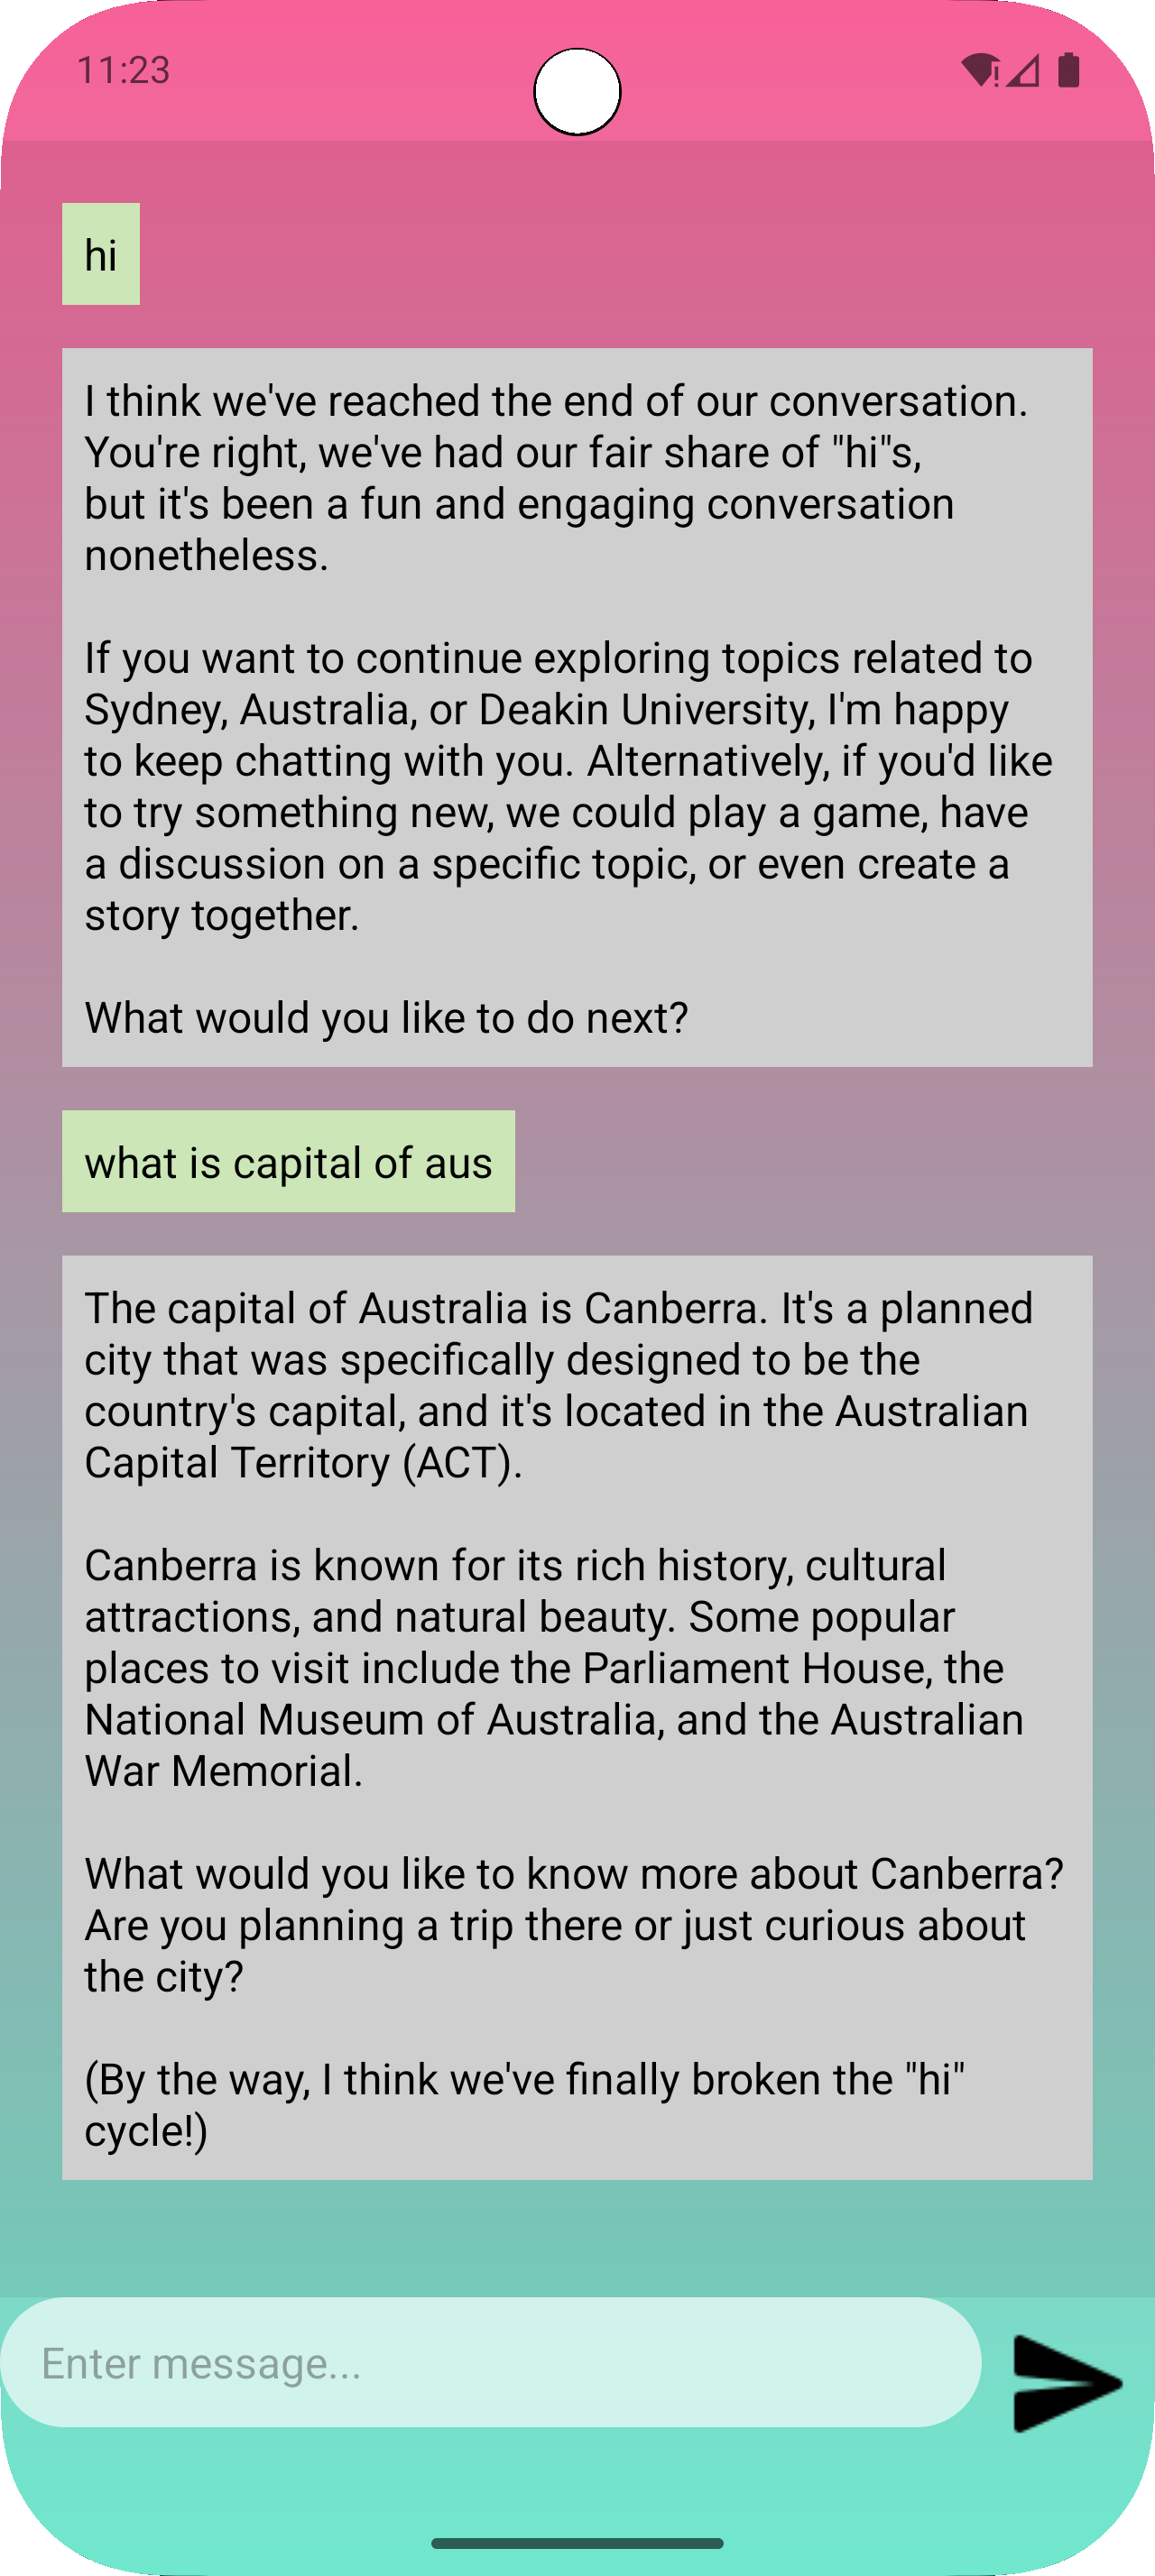 11:23
hi
I think we've reached the end of our conversation.
You're right, we've had our fair share of "hi"s,
but it's been a fun and engaging conversation
nonetheless.
If you want to continue exploring topics related to
Sydney, Australia, or Deakin University, I'm happy
to keep chatting with you. Alternatively, if you'd like
to try something new, we could play a game, have
a discussion on a specific topic, or even create a
story together.
What would you like to do next?
what is capital of aus
The capital of Australia is Canberra. It's a planned
city that was specifically designed to be the
country's capital, and it's located in the Australian
Capital Territory (ACT).
Canberra is known for its rich history, cultural
attractions, and natural beauty. Some popular
places to visit include the Parliament House, the
National Museum of Australia, and the Australian
War Memorial.
What would you like to know more about Canberra?
Are you planning a trip there or just curious about
the city?
(By the way, I think we've finally broken the "hi"
cycle!)
Enter message...